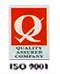 Q
QUALITY
ASSURED
COMPANY
ISO 9001